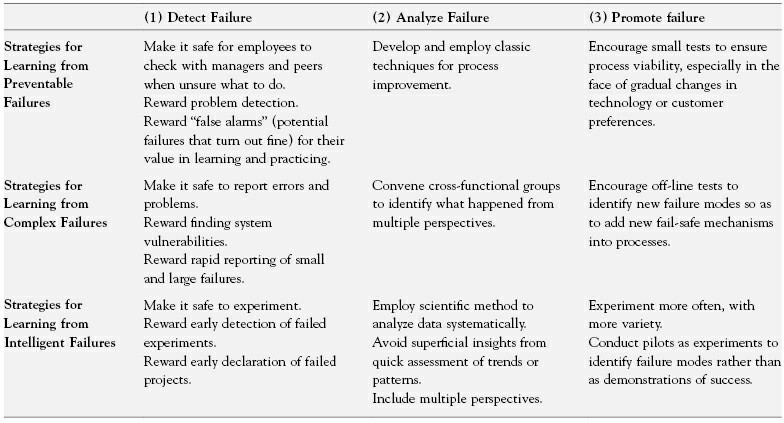 (1) Detect Failure
(2) Analyze Failure
(3) Promote failure
Strategies for
Learning from
Preventable
Failures
Make it safe for employees to
check with managers and peers
when unsure what to do.
Reward problem detection.
Reward “false alarms” (potential
failures that turn out fine) for their
value in learning and practicing.
Develop and employ classic
techniques for process
improvement.
Encourage small tests to ensure
process viability, especially in the
face of gradual changes in
technology or customer
preferences.
Strategies for
Learning from
Complex Failures
Make it safe to report errors and
problems.
Reward finding system
vulnerabilities.
Reward rapid reporting of small
and large failures.
Convene cross-functional groups
to identify what happened from
multiple perspectives.
Encourage off-line tests to
identify new failure modes so as
to add new fail-safe mechanisms
into processes.
Strategies for
Learning from
Intelligent Failures
Make it safe to experiment.
Reward early detection of failed
experiments.
Reward early declaration of failed
projects.
Employ scientific method to
analyze data systematically.
Avoid superficial insights from
quick assessment of trends or
patterns.
Include multiple perspectives.
Experiment more often, with
more variety.
Conduct pilots as experiments to
identify failure modes rather than
as demonstrations of success.